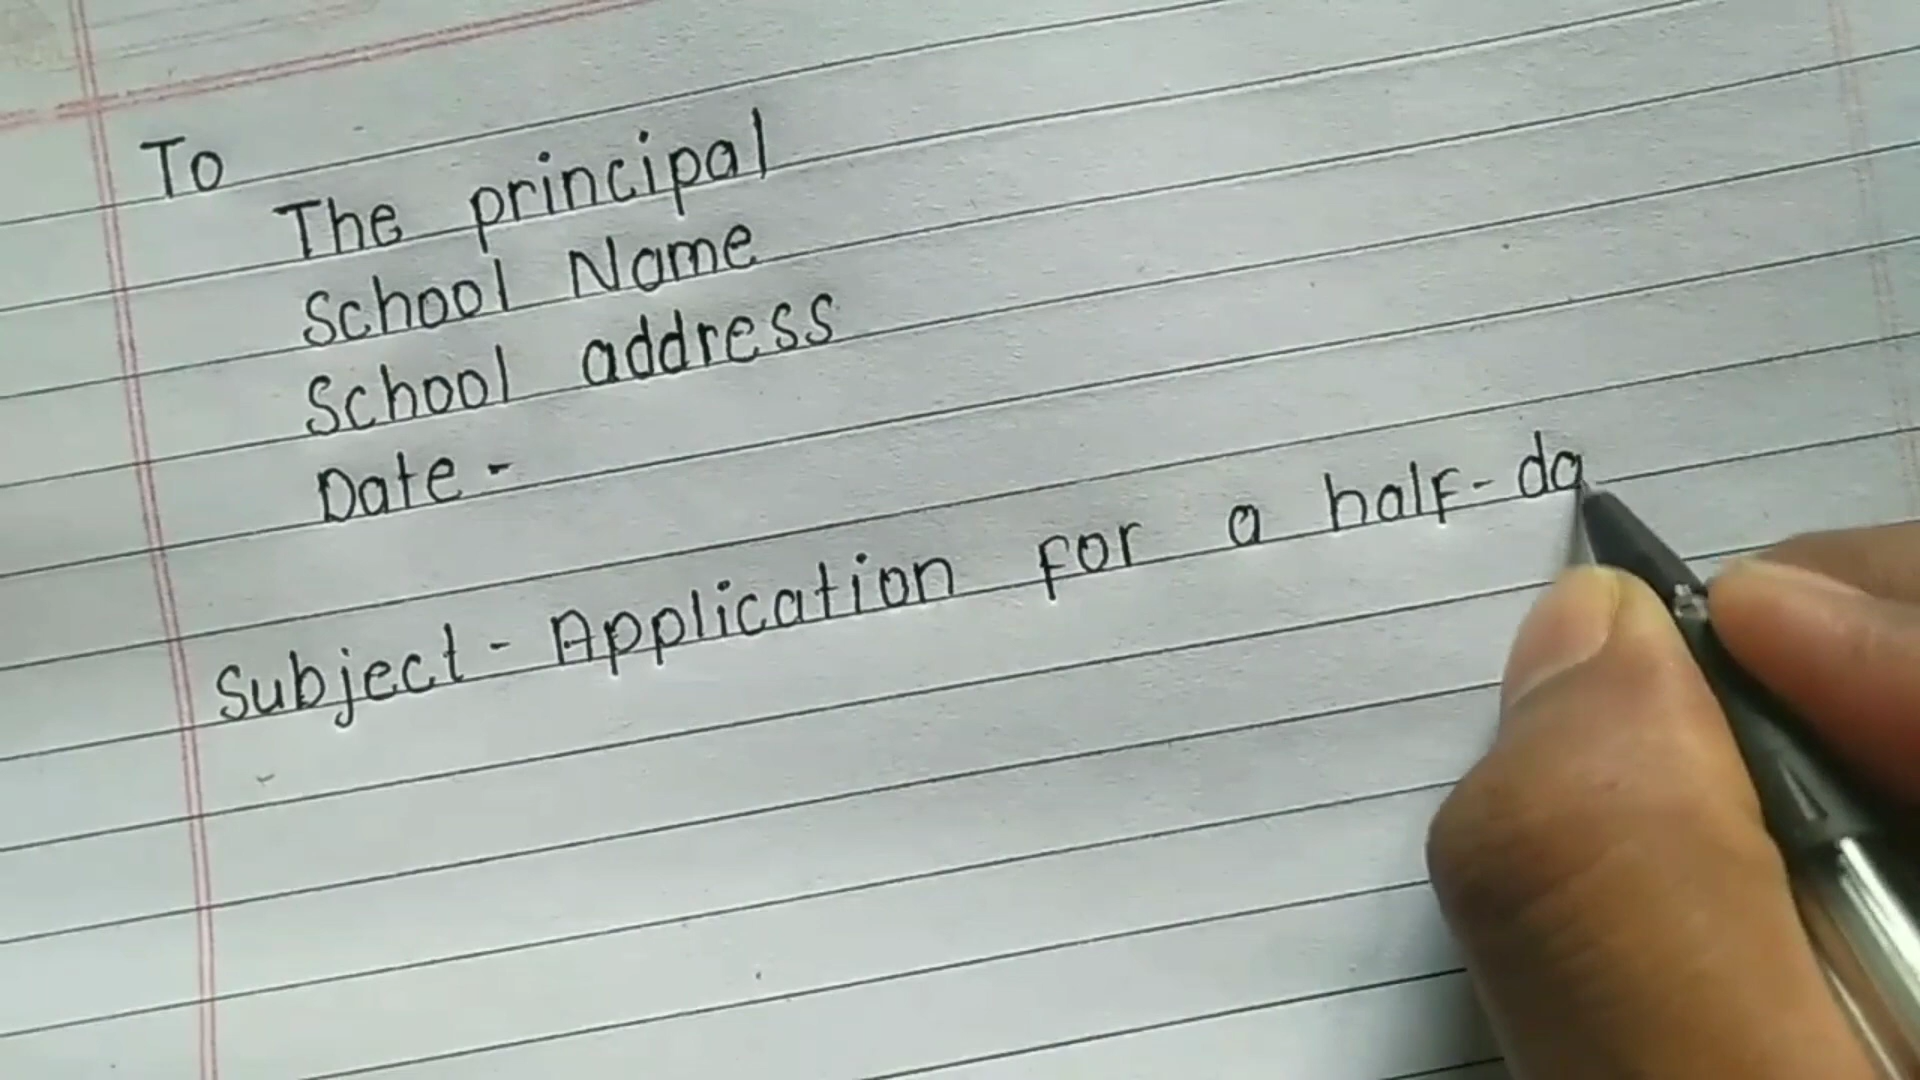 To
The principal
School Name
School address
Date -
Subject - Application for a half - da